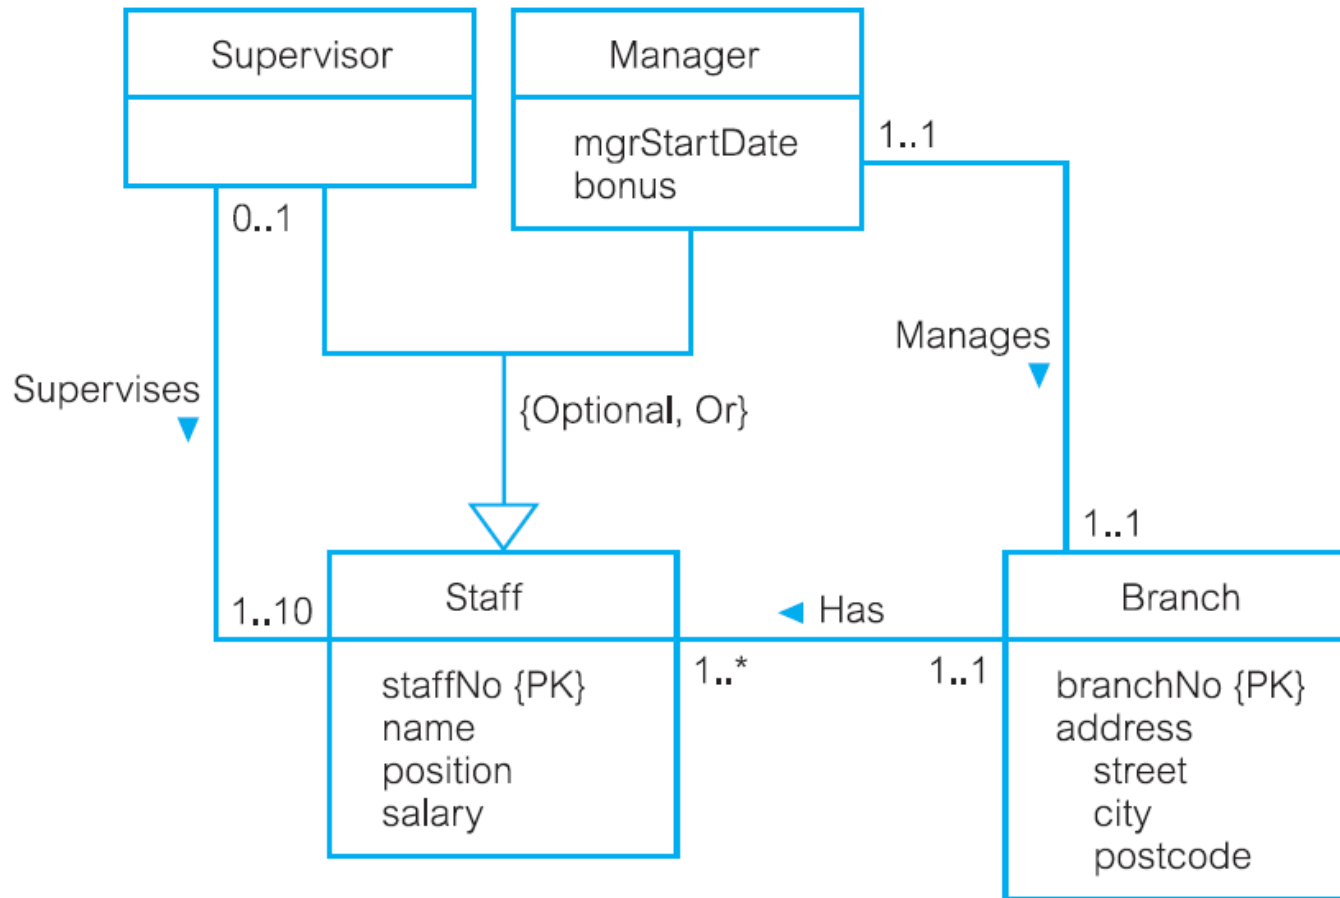 Supervisor
Manager
mgrStartDate
bonus
1..1
0..1
Manages
Supervises
{Optional, Or}
1..1
Staff
Branch
1..10
Has
1..*
1..1
staffNo {PK}
name
position
salary
branchNo {PK}
address
street
city
postcode